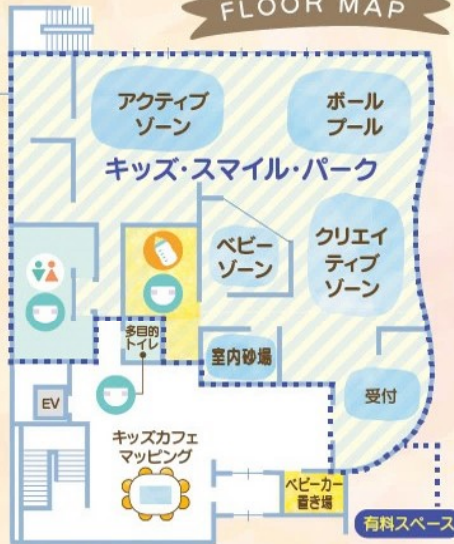 FLOOR MAP
アクティブ
ゾーン
ボール
プール
キッズ・スマイル・パーク
ベビー
ゾーン
クリエイ
ティブ
ゾーン
多目的
トイレ
室内砂場
EV
受付
キッズカフェ
マッピング
ベビーカー
置き場
有料スペース